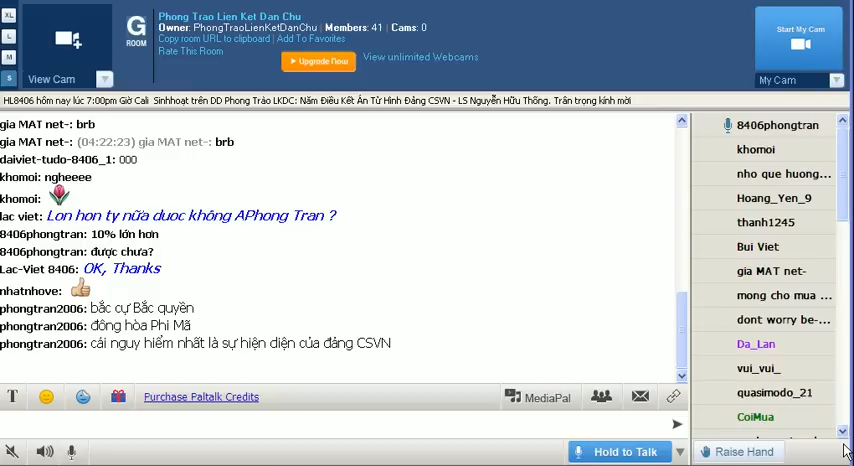 XL
L
M
S
View Cam
G
ROOM
Phong Trao Lien Ket Dan Chu
Owner: PhongTraoLienKetDanChu | Members: 41 | Cams: 0
Copy room URL to clipboard | Add To Favorites
Rate This Room
Upgrade Now
View unlimited Webcams
Start My Cam
My Cam
HL8406 hôm nay lúc 7:00pm Giờ Cali Sinhhoạt trên DD Phong Trào LKDC: Năm Điều Kết Án Tử Hình Đảng CSVN - LS Nguyễn Hữu Thống. Trân trọng kính mời
gia MAT net-: brb
gia MAT net-: (04:22:23) gia MAT net-: brb
daiviet-tudo-8406_1: 000
khomoi: ngheeee
khomoi:
lac viet: Lon hon tỵ nữa duoc không APhong Tran ?
8406phongtran: 10% lớn hơn
8406phongtran: được chưa?
Lac-Viet 8406: OK, Thanks
nhatnhove:
phongtran2006: bắc cự Bắc quyền
phongtran2006: đông hòa Phi Mã
phongtran2006: cái nguy hiểm nhất là sự hiện diện của đảng CSVN
T
Purchase Paltalk Credits
MediaPal
Hold to Talk
8406phongtran
khomoi
nho que huong...
Hoang_Yen_9
thanh1245
Bui Viet
gia MAT net-
mong cho mua ...
dont worry be-...
Da_Lan
vui_vui_
quasimodo_21
CoiMua
Raise Hand